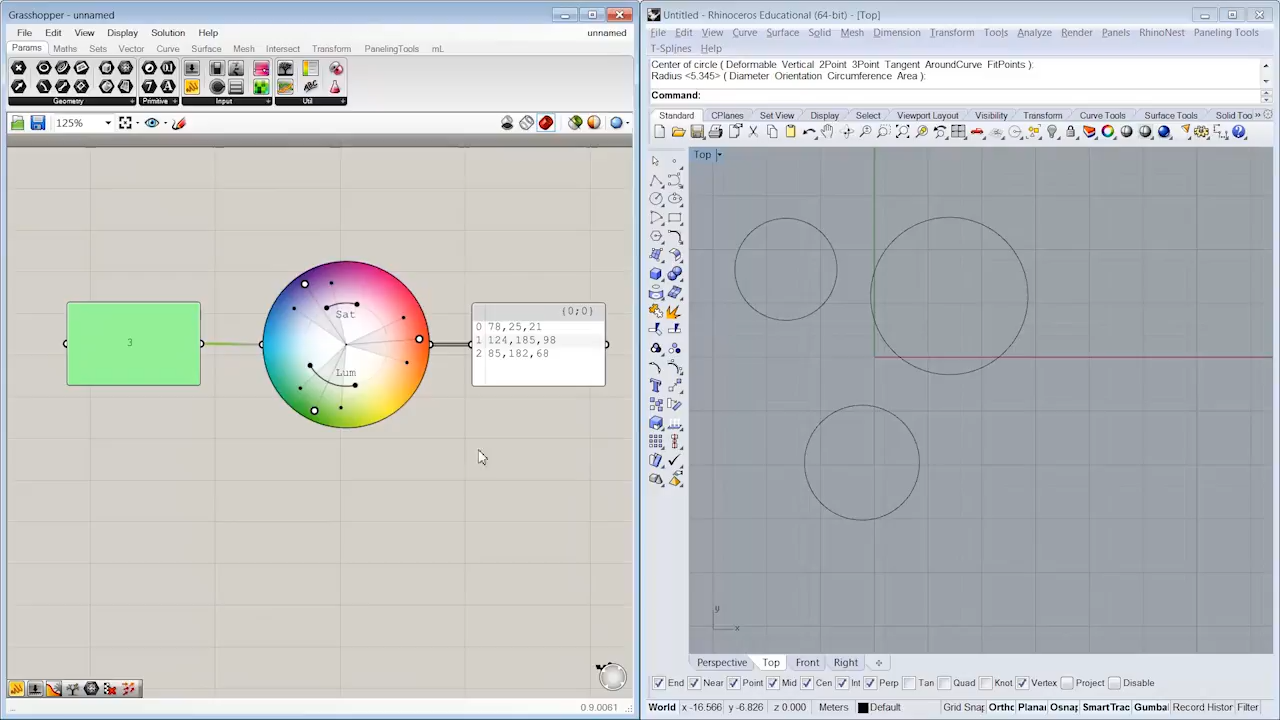 Grasshopper - unnamed
File Edit View Display Solution Help
unnamed
Params Maths Sets Vector Curve Surface Mesh Intersect Transform PanelingTools mL
Geometry Primitive Input Util
125%
3
Sat
Lum
{0;0}
0 78,25,21
1 124,185,98
2 85,182,68
0.9.0061
Untitled - Rhinoceros Educational (64-bit) - [Top]
File Edit View Curve Surface Solid Mesh Dimension Transform Tools Analyze Render Panels RhinoNest Paneling Tools
T-Splines Help
Center of circle ( Deformable Vertical 2Point 3Point Tangent AroundCurve FitPoints ):
Radius <5.345> ( Diameter Orientation Circumference Area ):
Command:
Standard CPlanes Set View Display Select Viewport Layout Visibility Transform Curve Tools Surface Tools Solid Too
Top
y
x
Perspective Top Front Right
End Near Point Mid Cen Int Perp Tan Quad Knot Vertex Project Disable
World x -16.566 y -6.826 z 0.000 Meters Default Grid Snap Ortho Planar Osnap SmartTrac Gumba Record Histor Filter